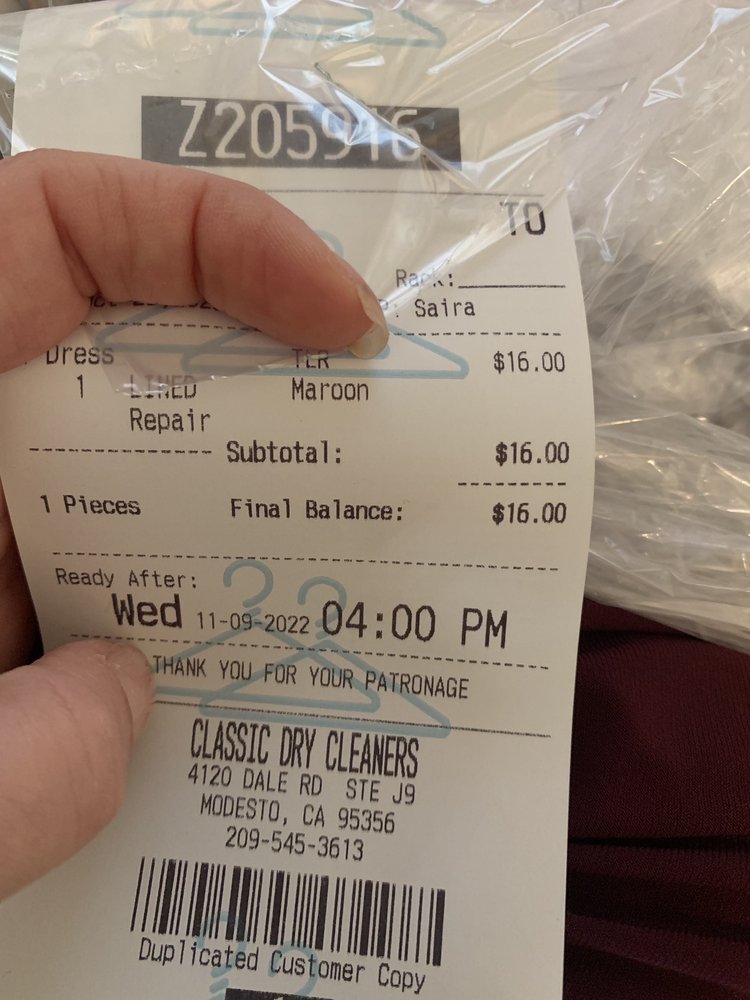 Z205916
TO
Rack:
: Saira
Dress TLR $16.00
1 LINED Maroon
Repair
Subtotal: $16.00
1 Pieces Final Balance: $16.00
Ready After:
Wed 11-09-2022 04:00 PM
THANK YOU FOR YOUR PATRONAGE
CLASSIC DRY CLEANERS
4120 DALE RD STE J9
MODESTO, CA 95356
209-545-3613
Duplicated Customer Copy